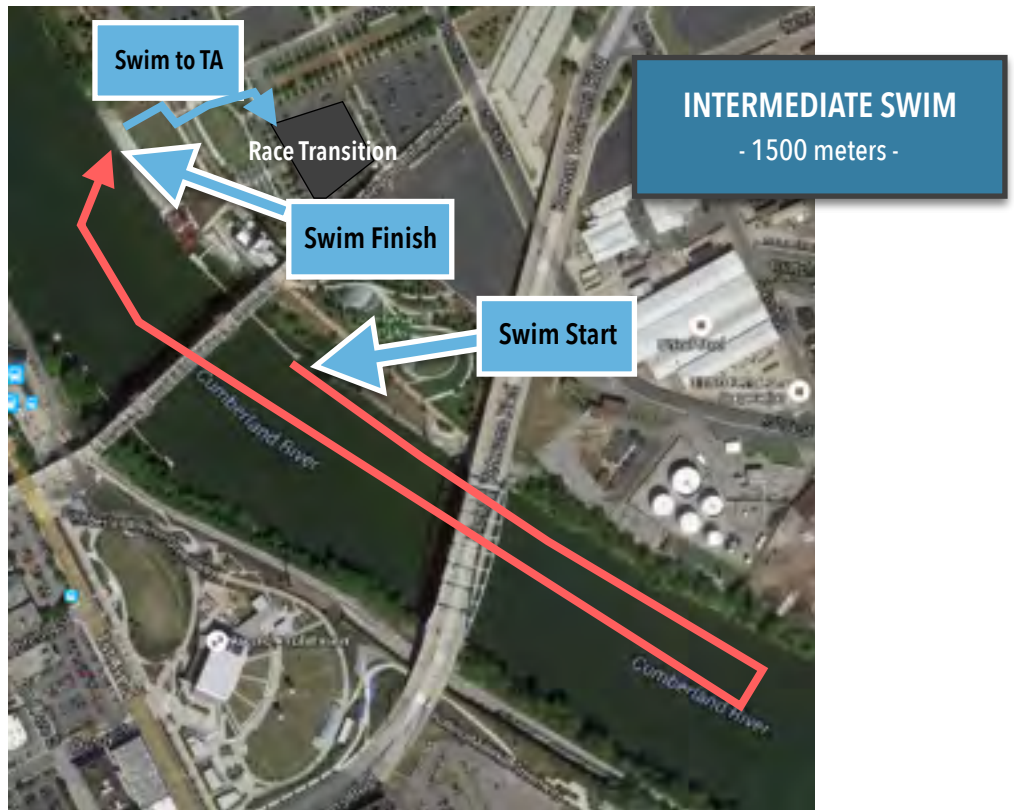 Swim to TA
INTERMEDIATE SWIM
- 1500 meters -
Race Transition
Swim Finish
Swim Start
Cumberland River
Cumberland River